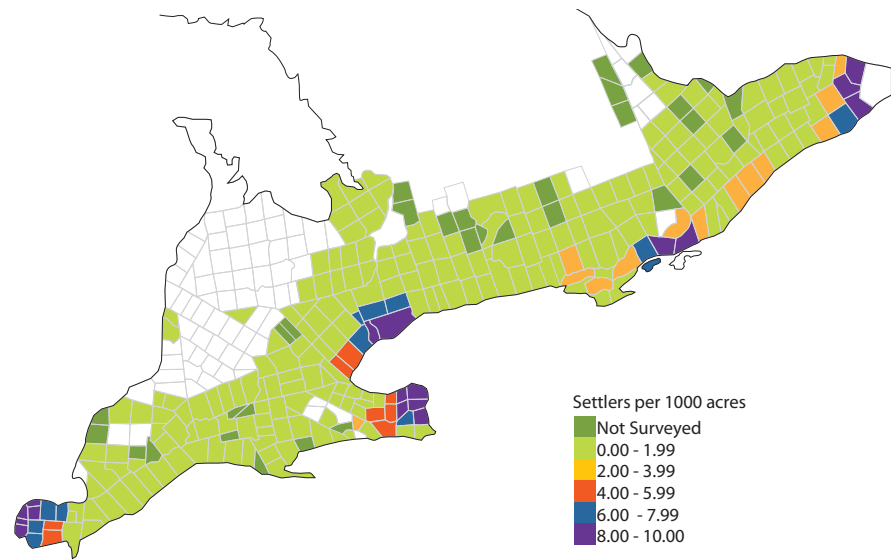 Settlers per 1000 acres
Not Surveyed
0.00 - 1.99
2.00 - 3.99
4.00 - 5.99
6.00 - 7.99
8.00 - 10.00